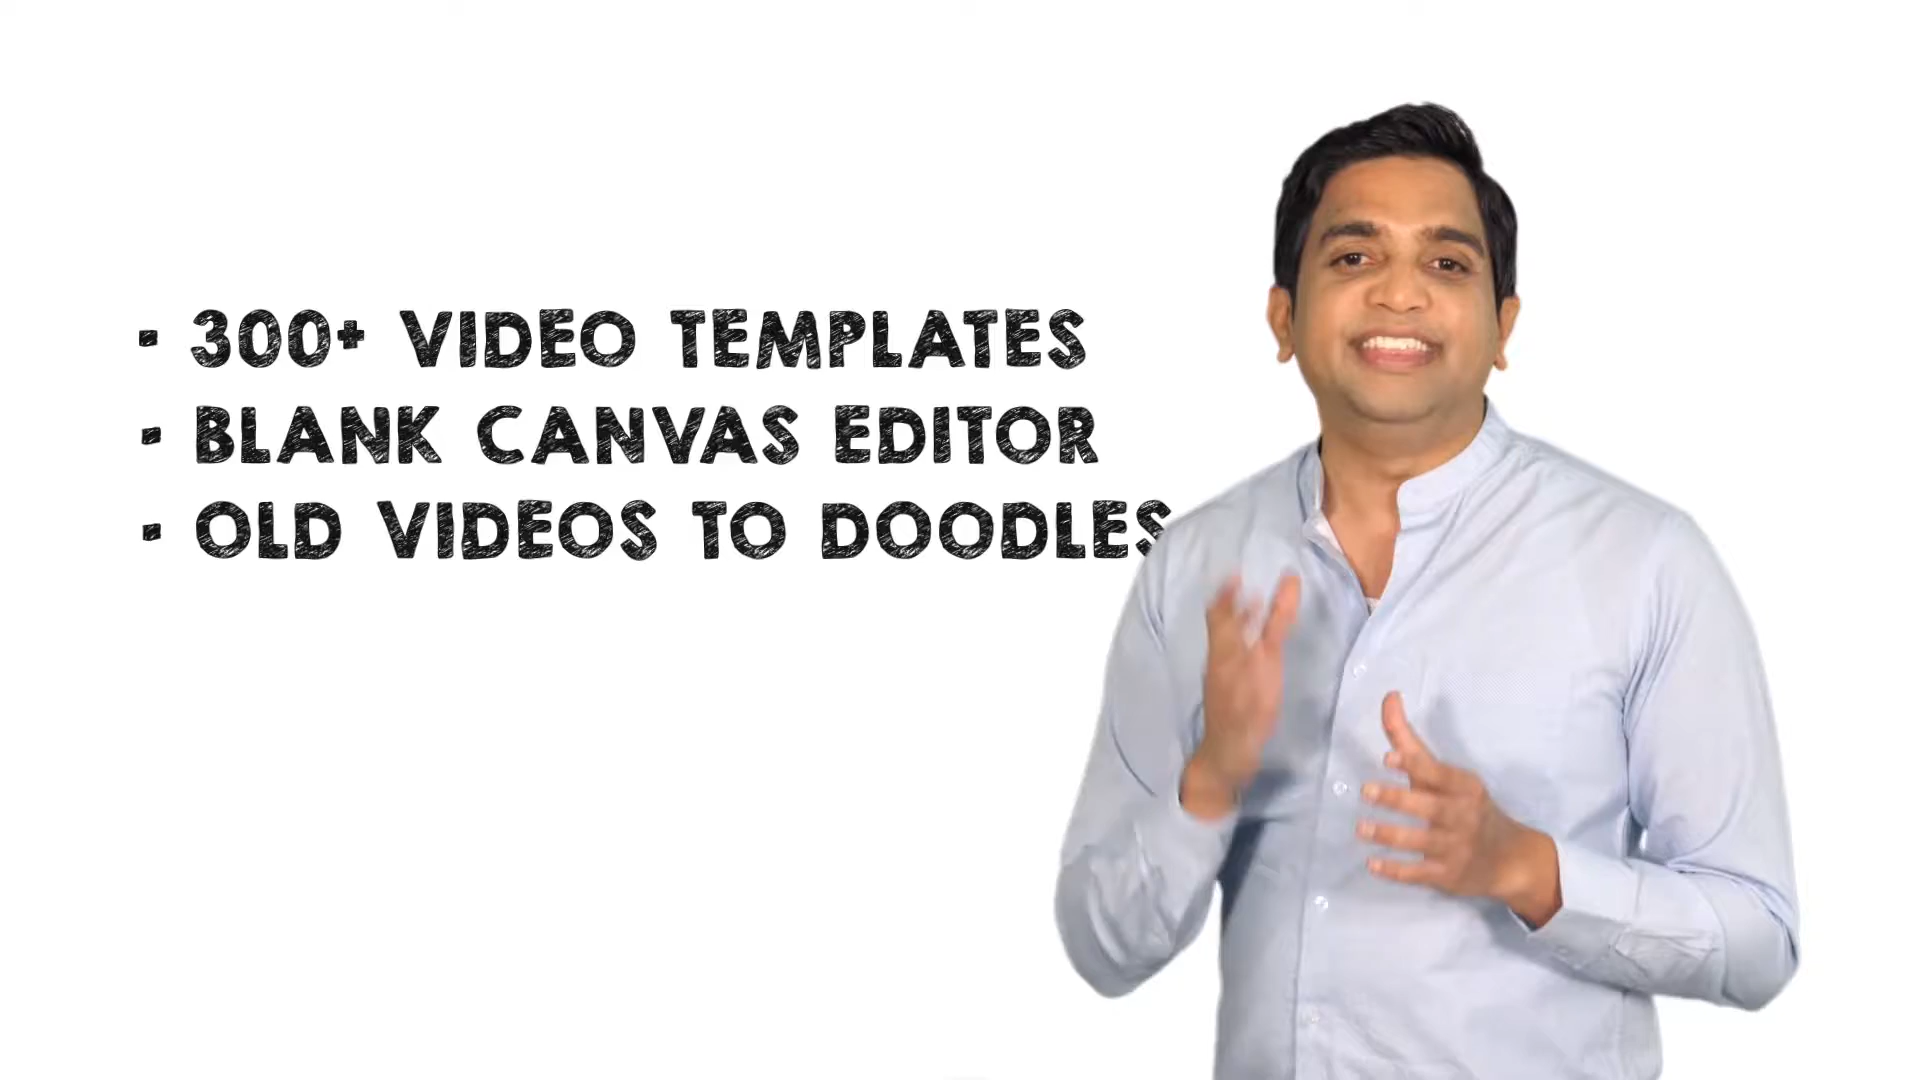 ▪ 300+ VIDEO TEMPLATES
▪ BLANK CANVAS EDITOR
▪ OLD VIDEOS TO DOODLES